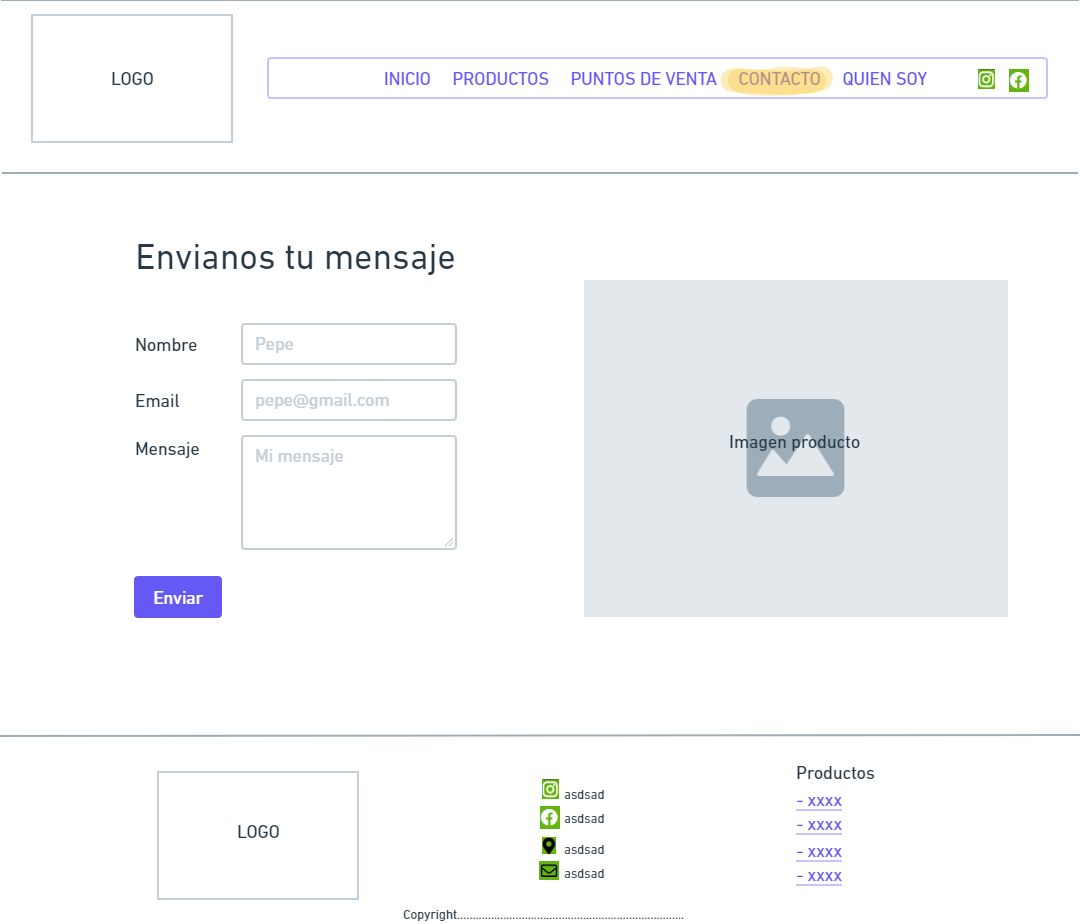 LOGO
INICIO PRODUCTOS PUNTOS DE VENTA CONTACTO QUIEN SOY
Envianos tu mensaje
Nombre
Pepe
Email
pepe@gmail.com
Mensaje
Mi mensaje
Enviar
Imagen producto
LOGO
asdsad
asdsad
asdsad
asdsad
Productos
- XXXX
- XXXX
- XXXX
- XXXX
Copyright...........................................................................